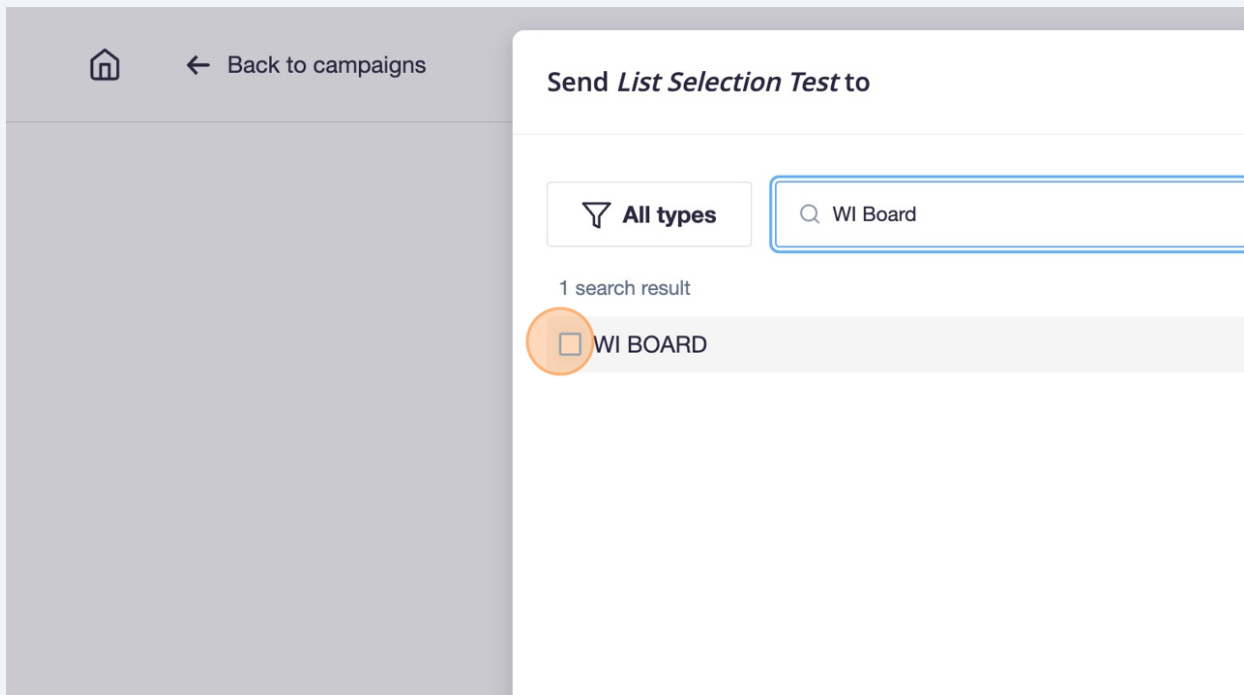 Back to campaigns
Send List Selection Test to
All types
WI Board
1 search result
WI BOARD